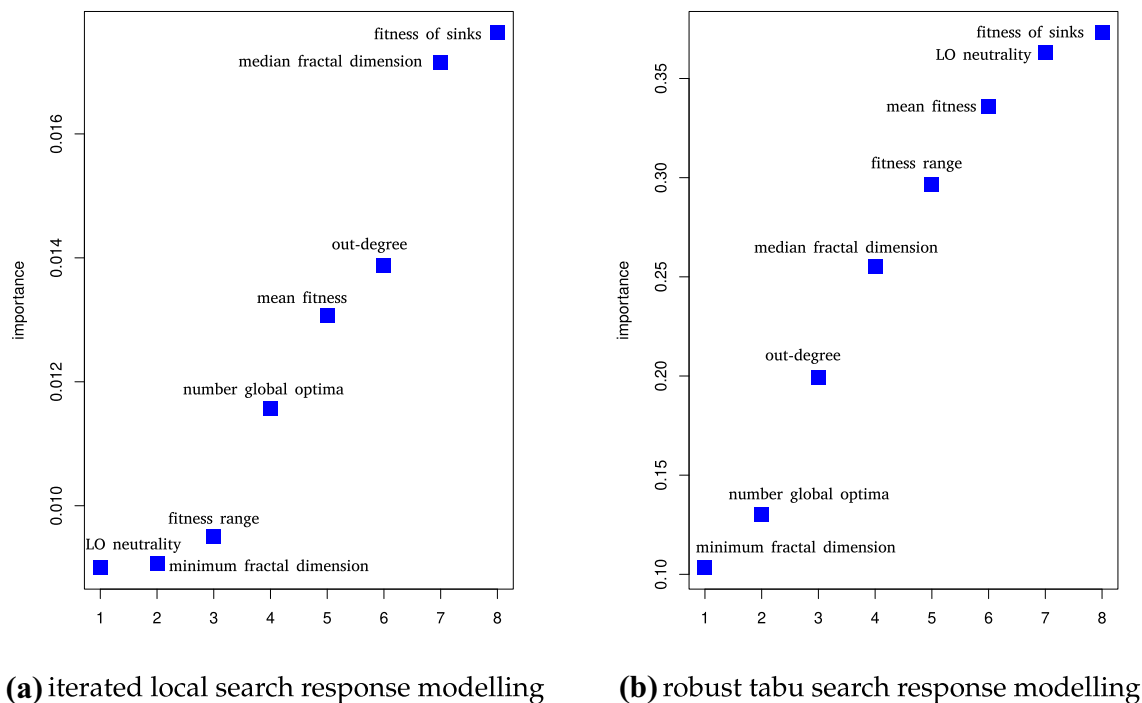 fitness of sinks
median fractal dimension
out-degree
mean fitness
number global optima
fitness range
LO neutrality
minimum fractal dimension
importance
0.016
0.014
0.012
0.010
1 2 3 4 5 6 7 8
(a) iterated local search response modelling
fitness of sinks
LO neutrality
mean fitness
fitness range
median fractal dimension
out-degree
number global optima
minimum fractal dimension
importance
0.35
0.30
0.25
0.20
0.15
0.10
1 2 3 4 5 6 7 8
(b) robust tabu search response modelling